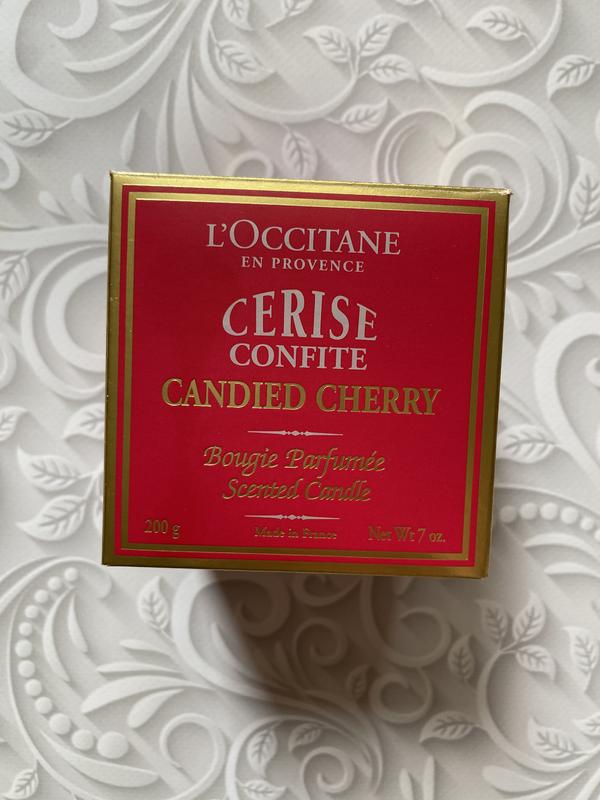 L'OCCITANE
EN PROVENCE
CERISE
CONFITE
CANDIED CHERRY
Bougie Parfumée
Scented Candle
200 g Made in France Net Wt 7 oz.